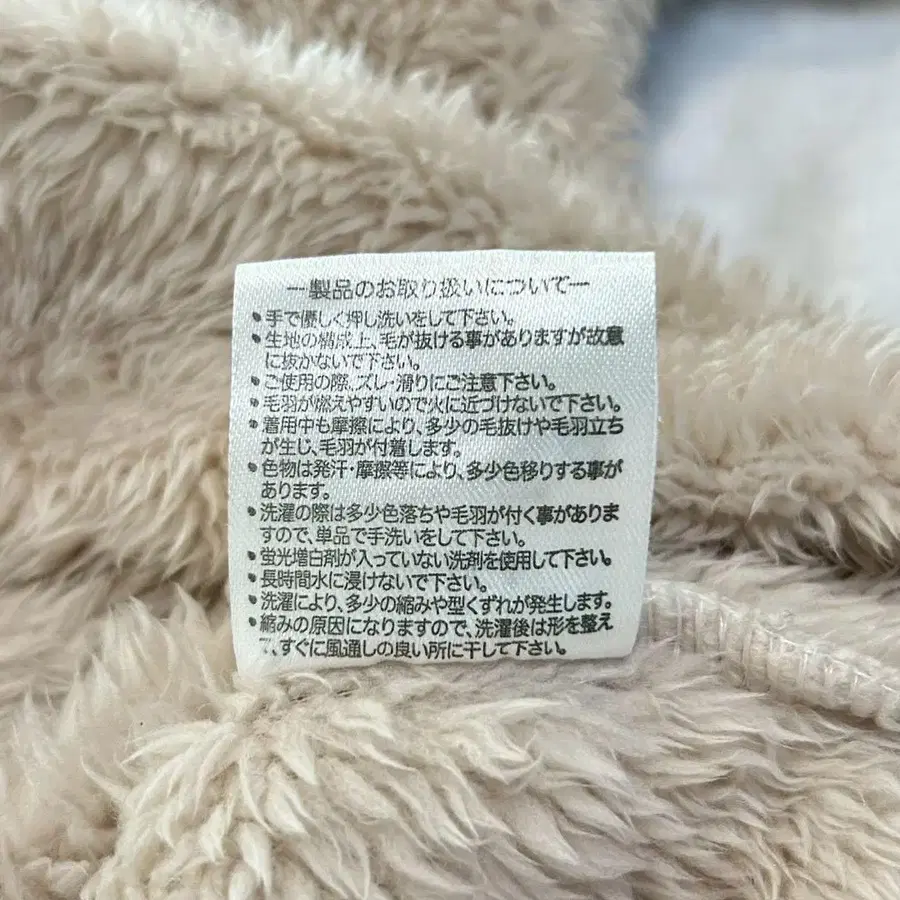 ー製品のお取り扱いについてー
•手で優しく押し洗いをして下さい。
•生地の構成上、毛が抜ける事がありますが故意
に抜かないで下さい。
•ご使用の際、ズレ・滑りにご注意下さい。
•毛羽が燃えやすいので火に近づけないで下さい。
•着用中も摩擦により、多少の毛抜けや毛羽立ち
が生じ、毛羽が付着します。
•色物は発汗・摩擦等により、多少色移りする事が
あります。
•洗濯の際は多少色落ちや毛羽が付く事がありま
すので、単品で手洗いをして下さい。
•蛍光増白剤が入っていない洗剤を使用して下さい。
•長時間水に浸けないで下さい。
•洗濯により、多少の縮みや型くずれが発生します。
•縮みの原因になりますので、洗濯後は形を整え
て、すぐに風通しの良い所に干して下さい。